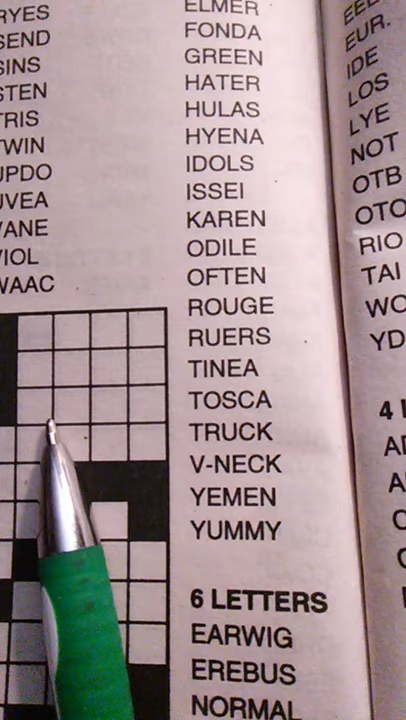 RYES
SEND
SINS
STEN
TRIS
TWIN
UPDO
UVEA
VANE
VIOL
WAAC
ELMER
FONDA
GREEN
HATER
HULAS
HYENA
IDOLS
ISSEI
KAREN
ODILE
OFTEN
ROUGE
RUERS
TINEA
TOSCA
TRUCK
V-NECK
YEMEN
YUMMY
6 LETTERS
EARWIG
EREBUS
NORMAL
EEL
EUR.
IDE
LOS
LYE
NOT
OTB
OTO
RIO
TAI
WO
YD
4 L